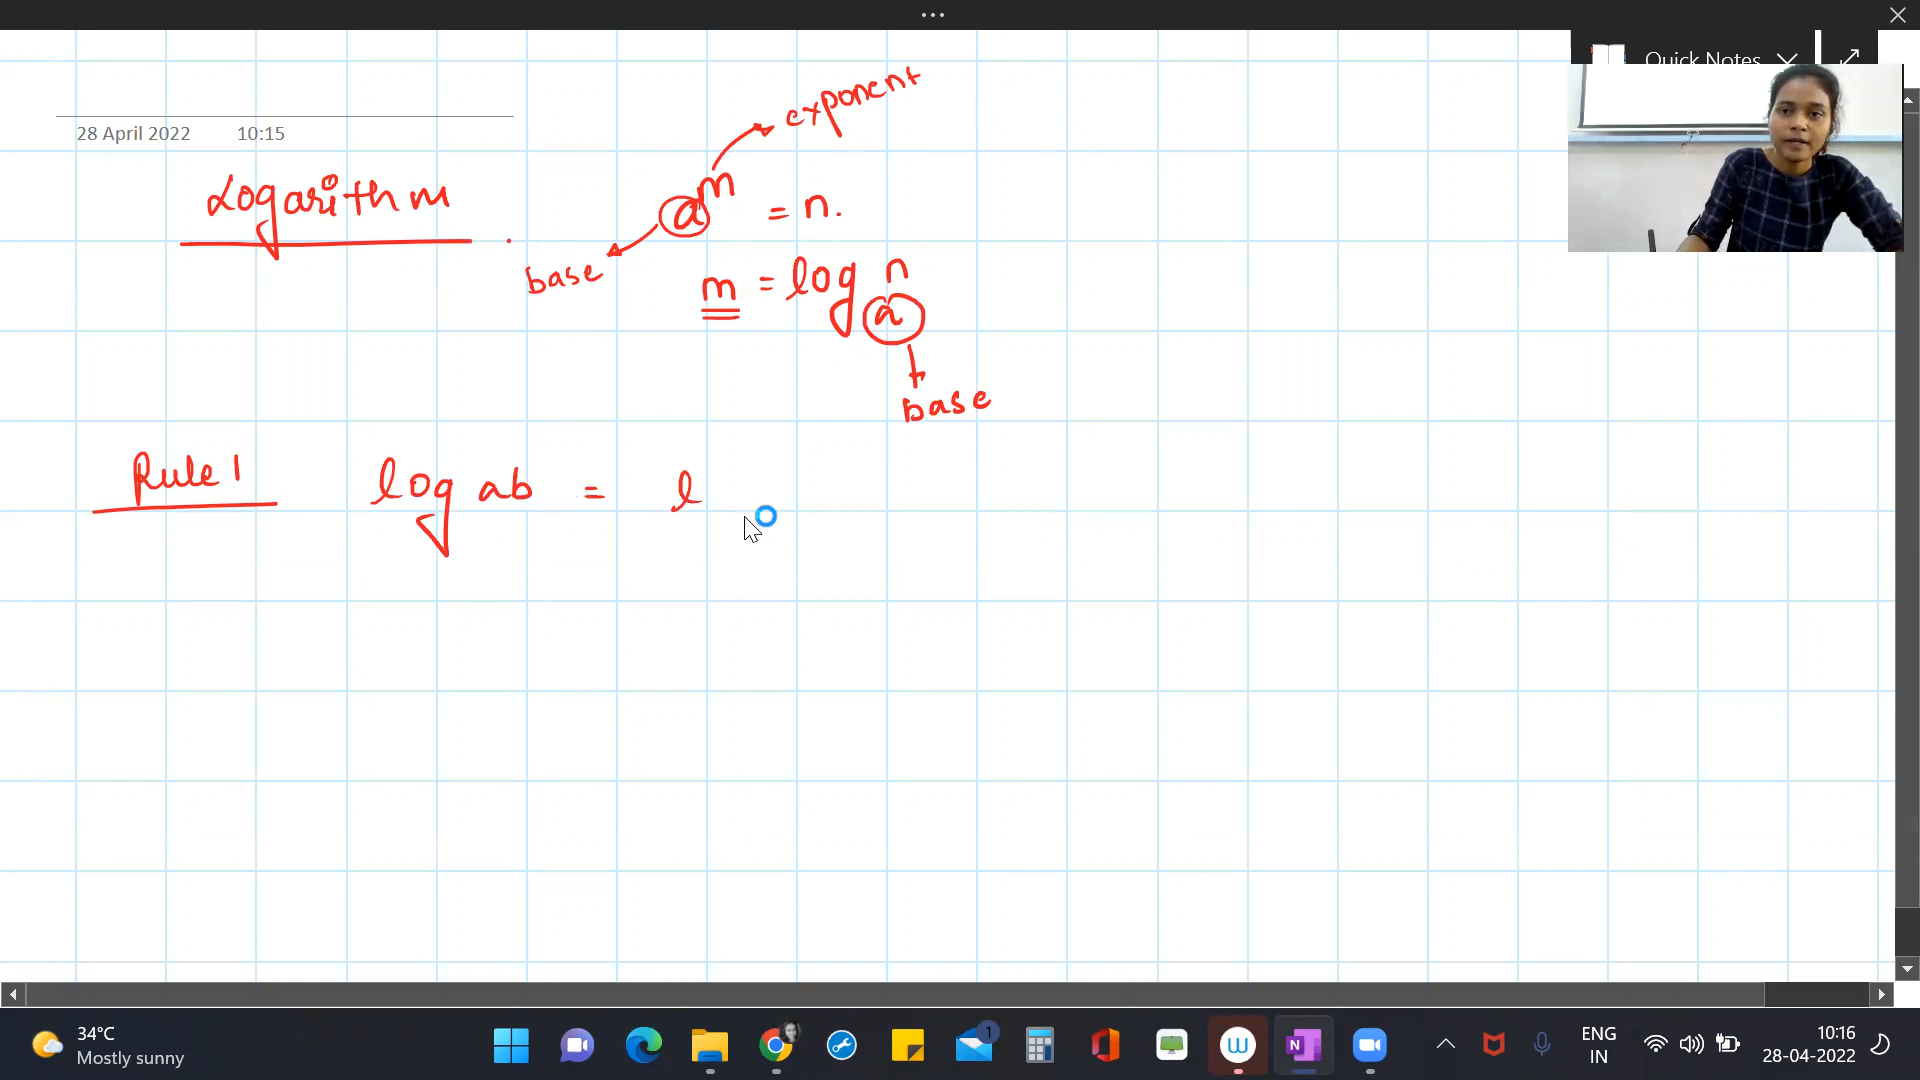 ...
Quick Notes
28 April 2022 10:15
exponent
Logarithm.
a^m = n.
base
m = log_a n
base
Rule 1 log ab = l
34°C
Mostly sunny
1
ENG
IN
10:16
28-04-2022